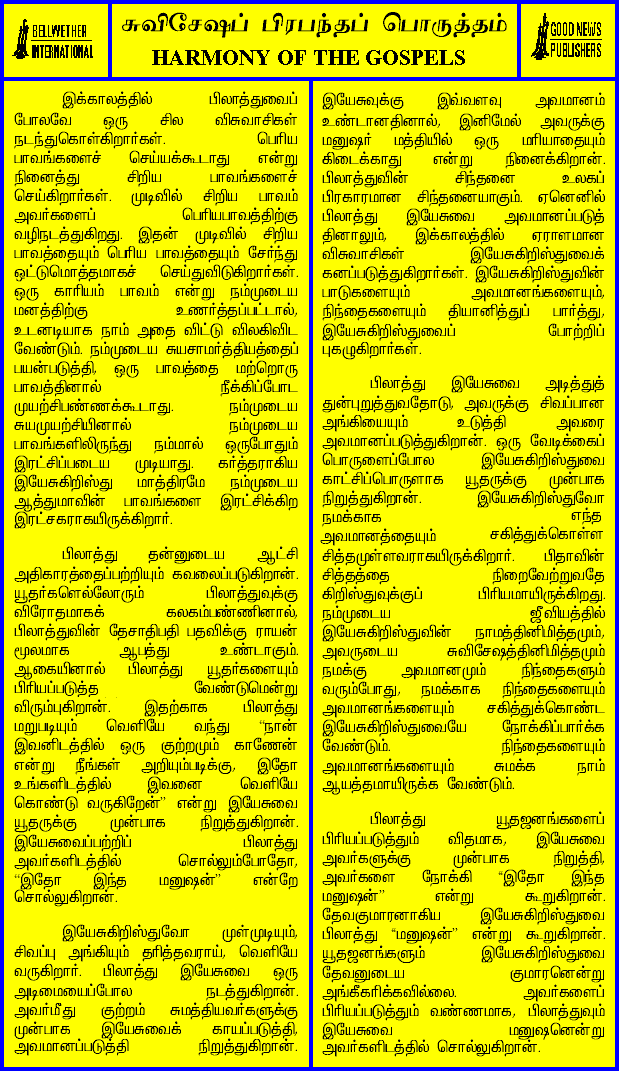 BELLWETHER
INTERNATIONAL
சுவிசேஷப் பிரபந்தப் பொருத்தம்
HARMONY OF THE GOSPELS
GOOD NEWS
PUBLISHERS
இக்காலத்தில் பிலாத்துவைப்
போலவே ஒரு சில விசுவாசிகள்
நடந்துகொள்கிறார்கள். பெரிய
பாவங்களைச் செய்யக்கூடாது என்று
நினைத்து சிறிய பாவங்களைச்
செய்கிறார்கள். முடிவில் சிறிய பாவம்
அவர்களைப் பெரியபாவத்திற்கு
வழிநடத்துகிறது. இதன் முடிவில் சிறிய
பாவத்தையும் பெரிய பாவத்தையும் சேர்ந்து
ஒட்டுமொத்தமாகச் செய்துவிடுகிறார்கள்.
ஒரு காரியம் பாவம் என்று நம்முடைய
மனத்திற்கு உணர்த்தப்பட்டால்,
உடனடியாக நாம் அதை விட்டு விலகிவிட
வேண்டும். நம்முடைய சுயசாமர்த்தியத்தைப்
பயன்படுத்தி, ஒரு பாவத்தை மற்றொரு
பாவத்தினால் நீக்கிப்போட
முயற்சிபண்ணக்கூடாது. நம்முடைய
சுயமுயற்சியினால் நம்முடைய
பாவங்களிலிருந்து நம்மால் ஒருபோதும்
இரட்சிப்படைய முடியாது. கர்த்தராகிய
இயேசுகிறிஸ்து மாத்திரமே நம்முடைய
ஆத்துமாவின் பாவங்களை இரட்சிக்கிற
இரட்சகராகயிருக்கிறார்.
பிலாத்து தன்னுடைய ஆட்சி
அதிகாரத்தைப்பற்றியும் கவலைப்படுகிறான்.
யூதர்களெல்லோரும் பிலாத்துவுக்கு
விரோதமாகக் கலகம்பண்ணினால்,
பிலாத்துவின் தேசாதிபதி பதவிக்கு ராயன்
மூலமாக ஆபத்து உண்டாகும்.
ஆகையினால் பிலாத்து யூதர்களையும்
பிரியப்படுத்த வேண்டுமென்று
விரும்புகிறான். இதற்காக பிலாத்து
மறுபடியும் வெளியே வந்து “நான்
இவனிடத்தில் ஒரு குற்றமும் காணேன்
என்று நீங்கள் அறியும்படிக்கு, இதோ
உங்களிடத்தில் இவனை வெளியே
கொண்டு வருகிறேன்” என்று இயேசுவை
யூதருக்கு முன்பாக நிறுத்துகிறான்.
இயேசுவைப்பற்றிப் பிலாத்து
அவர்களிடத்தில் சொல்லும்போதோ,
“இதோ இந்த மனுஷன்” என்றே
சொல்லுகிறான்.
இயேசுகிறிஸ்துவோ முள்முடியும்,
சிவப்பு அங்கியும் தரித்தவராய், வெளியே
வருகிறார். பிலாத்து இயேசுவை ஒரு
அடிமையைப்போல நடத்துகிறான்.
அவர்மீது குற்றம் சுமத்தியவர்களுக்கு
முன்பாக இயேசுவைக் காயப்படுத்தி,
அவமானப்படுத்தி நிறுத்துகிறான்.
இயேசுவுக்கு இவ்வளவு அவமானம்
உண்டானதினால், இனிமேல் அவருக்கு
மனுஷர் மத்தியில் ஒரு மரியாதையும்
கிடைக்காது என்று நினைக்கிறான்.
பிலாத்துவின் சிந்தனை உலகப்
பிரகாரமான சிந்தனையாகும். ஏனெனில்
பிலாத்து இயேசுவை அவமானப்படுத்
தினாலும், இக்காலத்தில் ஏராளமான
விசுவாசிகள் இயேசுகிறிஸ்துவைக்
கனப்படுத்துகிறார்கள். இயேசுகிறிஸ்துவின்
பாடுகளையும் அவமானங்களையும்,
நிந்தைகளையும் தியானித்துப் பார்த்து,
இயேசுகிறிஸ்துவைப் போற்றிப்
புகழுகிறார்கள்.
பிலாத்து இயேசுவை அடித்துத்
துன்புறுத்துவதோடு, அவருக்கு சிவப்பான
அங்கியையும் உடுத்தி அவரை
அவமானப்படுத்துகிறான். ஒரு வேடிக்கைப்
பொருளைப்போல இயேசுகிறிஸ்துவை
காட்சிப்பொருளாக யூதருக்கு முன்பாக
நிறுத்துகிறான். இயேசுகிறிஸ்துவோ
நமக்காக எந்த
அவமானத்தையும் சகித்துக்கொள்ள
சித்தமுள்ளவராகயிருக்கிறார். பிதாவின்
சித்தத்தை நிறைவேற்றுவதே
கிறிஸ்துவுக்குப் பிரியமாயிருக்கிறது.
நம்முடைய ஜீவியத்தில்
இயேசுகிறிஸ்துவின் நாமத்தினிமித்தமும்,
அவருடைய சுவிசேஷத்தினிமித்தமும்
நமக்கு அவமானமும் நிந்தைகளும்
வரும்போது, நமக்காக நிந்தைகளையும்
அவமானங்களையும் சகித்துக்கொண்ட
இயேசுகிறிஸ்துவையே நோக்கிப்பார்க்க
வேண்டும். நிந்தைகளையும்
அவமானங்களையும் சுமக்க நாம்
ஆயத்தமாயிருக்க வேண்டும்.
பிலாத்து யூதஜனங்களைப்
பிரியப்படுத்தும் விதமாக, இயேசுவை
அவர்களுக்கு முன்பாக நிறுத்தி,
அவர்களை நோக்கி “இதோ இந்த
மனுஷன்” என்று கூறுகிறான்.
தேவகுமாரனாகிய இயேசுகிறிஸ்துவை
பிலாத்து “மனுஷன்” என்று கூறுகிறான்.
யூதஜனங்களும் இயேசுகிறிஸ்துவை
தேவனுடைய குமாரனென்று
அங்கீகரிக்கவில்லை. அவர்களைப்
பிரியப்படுத்தும் வண்ணமாக, பிலாத்துவும்
இயேசுவை மனுஷனென்று
அவர்களிடத்தில் சொல்லுகிறான்.